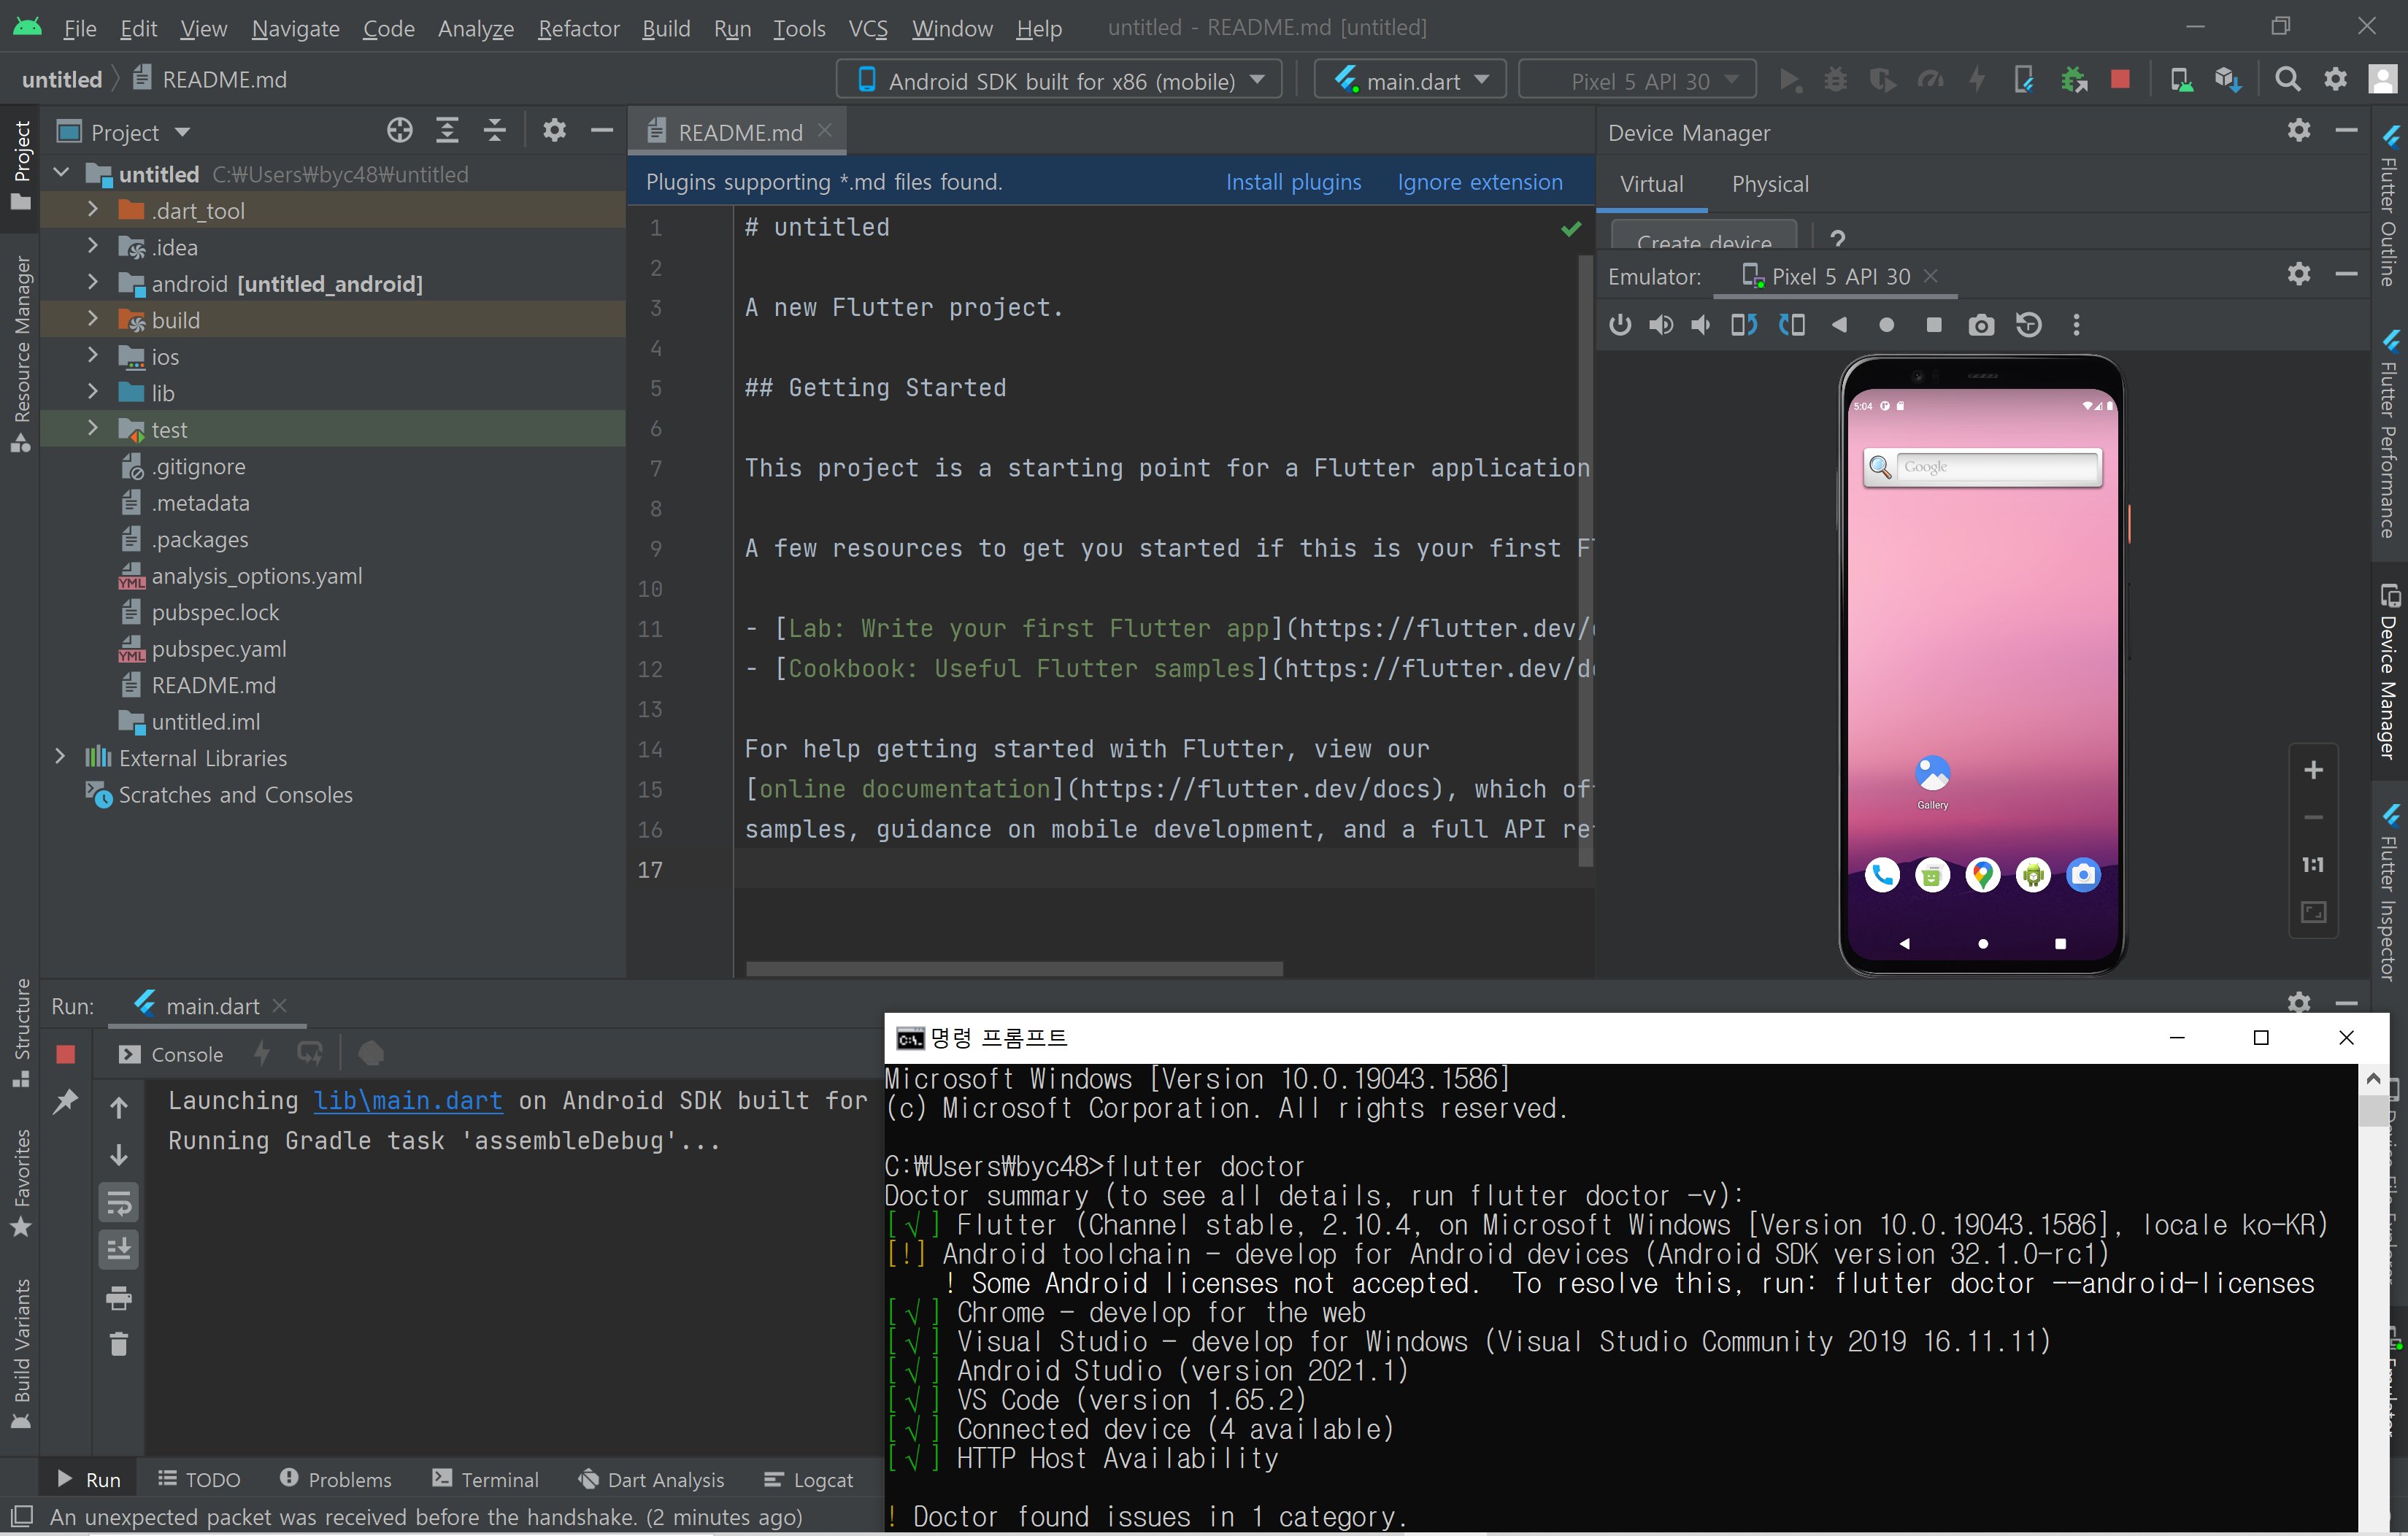 File Edit View Navigate Code Analyze Refactor Build Run Tools VCS Window Help untitled - README.md [untitled]
untitled README.md Android SDK built for x86 (mobile) main.dart Pixel 5 API 30
Project
README.md
Device Manager
untitled C:₩Users₩byc48₩untitled
.dart_tool
.idea
android [untitled_android]
build
ios
lib
test
.gitignore
.metadata
.packages
analysis_options.yaml
pubspec.lock
pubspec.yaml
README.md
untitled.iml
External Libraries
Scratches and Consoles
Plugins supporting *.md files found. Install plugins Ignore extension
1 # untitled
2
3 A new Flutter project.
4
5 ## Getting Started
6
7 This project is a starting point for a Flutter application
8
9 A few resources to get you started if this is your first F
10
11 - [Lab: Write your first Flutter app](https://flutter.dev/
12 - [Cookbook: Useful Flutter samples](https://flutter.dev/d
13
14 For help getting started with Flutter, view our
15 [online documentation](https://flutter.dev/docs), which of
16 samples, guidance on mobile development, and a full API re
17
Virtual Physical
Create device ?
Emulator: Pixel 5 API 30
5:04
Google
Gallery
1:1
Project
Resource Manager
Structure
Favorites
Build Variants
Flutter Outline
Flutter Performance
Device Manager
Flutter Inspector
Run: main.dart
Console
Launching lib\main.dart on Android SDK built for
Running Gradle task 'assembleDebug'...
명령 프롬프트
Microsoft Windows [Version 10.0.19043.1586]
(c) Microsoft Corporation. All rights reserved.
C:₩Users₩byc48>flutter doctor
Doctor summary (to see all details, run flutter doctor -v):
[√] Flutter (Channel stable, 2.10.4, on Microsoft Windows [Version 10.0.19043.1586], locale ko-KR)
[!] Android toolchain - develop for Android devices (Android SDK version 32.1.0-rc1)
! Some Android licenses not accepted. To resolve this, run: flutter doctor --android-licenses
[√] Chrome - develop for the web
[√] Visual Studio - develop for Windows (Visual Studio Community 2019 16.11.11)
[√] Android Studio (version 2021.1)
[√] VS Code (version 1.65.2)
[√] Connected device (4 available)
[√] HTTP Host Availability
! Doctor found issues in 1 category.
Run TODO Problems Terminal Dart Analysis Logcat
An unexpected packet was received before the handshake. (2 minutes ago)